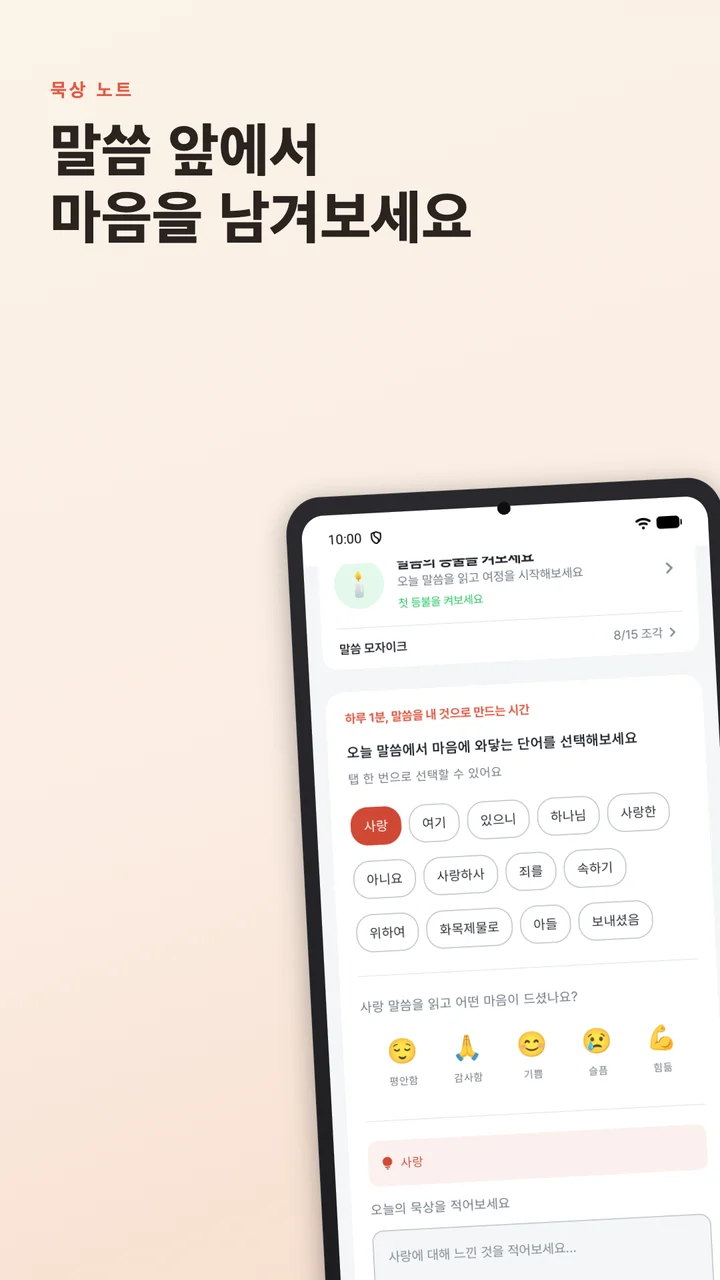 묵상 노트
말씀 앞에서
마음을 남겨보세요
10:00
말씀의 등불을 켜보세요
오늘 말씀을 읽고 여정을 시작해보세요
첫 등불을 켜보세요
말씀 모자이크 8/15 조각
하루 1분, 말씀을 내 것으로 만드는 시간
오늘 말씀에서 마음에 와닿는 단어를 선택해보세요
탭 한 번으로 선택할 수 있어요
사랑 여기 있으니 하나님 사랑한
아니요 사랑하사 죄를 속하기
위하여 화목제물로 아들 보내셨음
사랑 말씀을 읽고 어떤 마음이 드셨나요?
평안함 감사함 기쁨 슬픔 힘듦
사랑
오늘의 묵상을 적어보세요
사랑에 대해 느낀 것을 적어보세요...